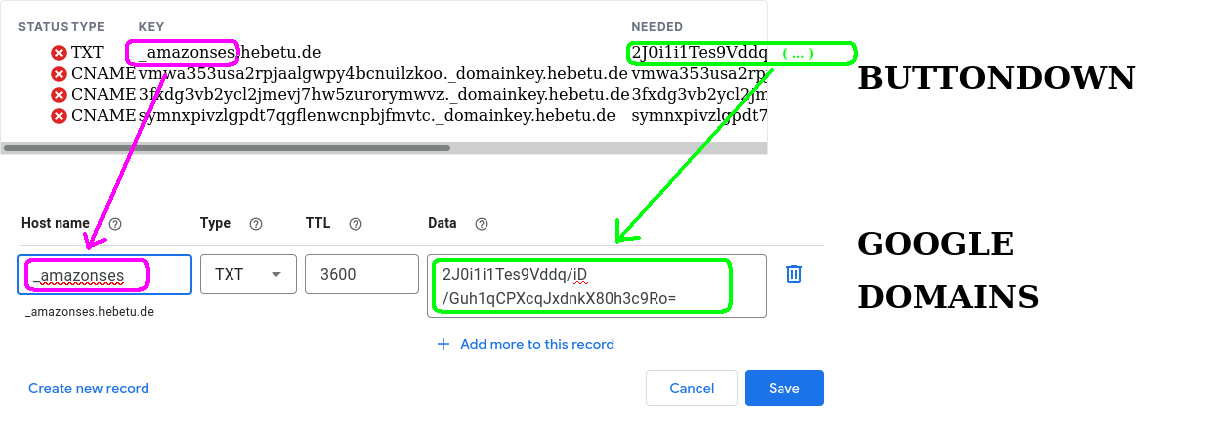 STATUS TYPE KEY NEEDED
TXT _amazonses.hebetu.de 2J0i1i1Tes9Vddq (...)
CNAME vmwa353usa2rpjaalgwpy4bcnuilzkoo._domainkey.hebetu.de vmwa353usa2rp
CNAME 3fxdg3vb2ycl2jmevj7hw5zurorymwvz._domainkey.hebetu.de 3fxdg3vb2ycl2jm
CNAME symnxpivzlgpdt7qgflenwcnpbjfmvtc._domainkey.hebetu.de symnxpivzlgpdt7
BUTTONDOWN
Host name Type TTL Data
_amazonses TXT 3600 2J0i1i1Tes9Vddq/iD
/Guh1qCPXcqJxdnkX80h3c9Ro=
_amazonses.hebetu.de
+ Add more to this record
Create new record Cancel Save
GOOGLE
DOMAINS